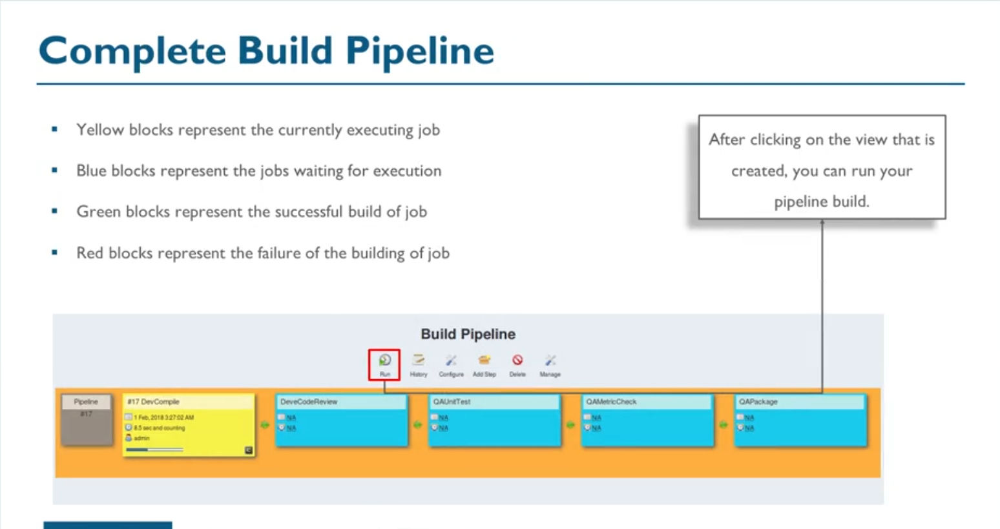 Complete Build Pipeline
Yellow blocks represent the currently executing job
Blue blocks represent the jobs waiting for execution
Green blocks represent the successful build of job
Red blocks represent the failure of the building of job
After clicking on the view that is
created, you can run your
pipeline build.
Build Pipeline
Run History Configure Add Step Delete Manage
Pipeline
#17
#17 DevCompile
1 Feb, 2018 3:27:02 AM
8.5 sec and counting
admin
DeveCodeReview
NA
NA
QAUnitTest
NA
NA
QAMetricCheck
NA
NA
QAPackage
NA
NA